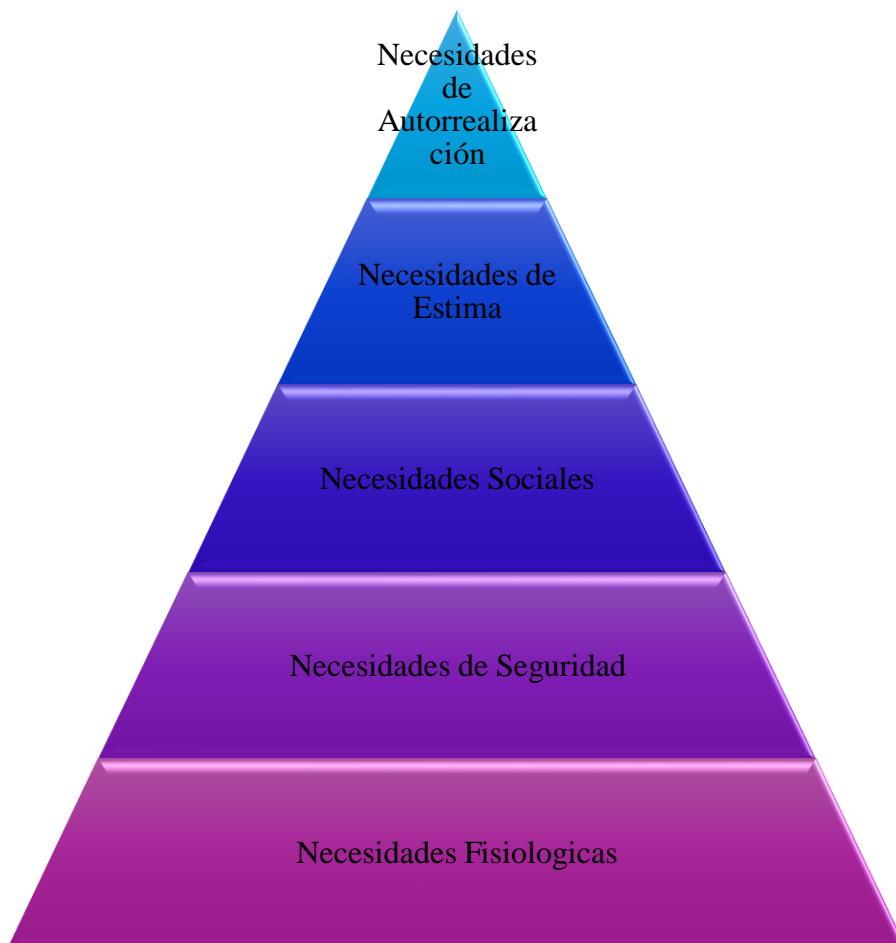 Necesidades
de
Autorrealiza
ción
Necesidades de
Estima
Necesidades Sociales
Necesidades de Seguridad
Necesidades Fisiologicas